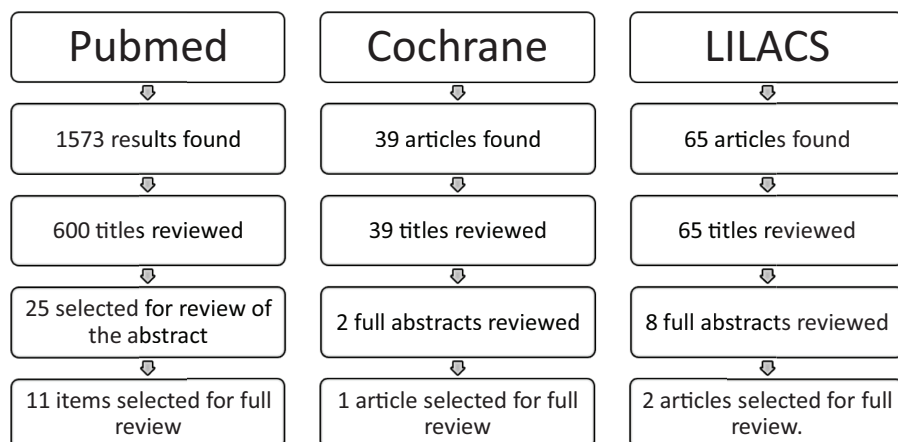 Pubmed
1573 results found
600 titles reviewed
25 selected for review of
the abstract
11 items selected for full
review
Cochrane
39 articles found
39 titles reviewed
2 full abstracts reviewed
1 article selected for full
review
LILACS
65 articles found
65 titles reviewed
8 full abstracts reviewed
2 articles selected for full
review.